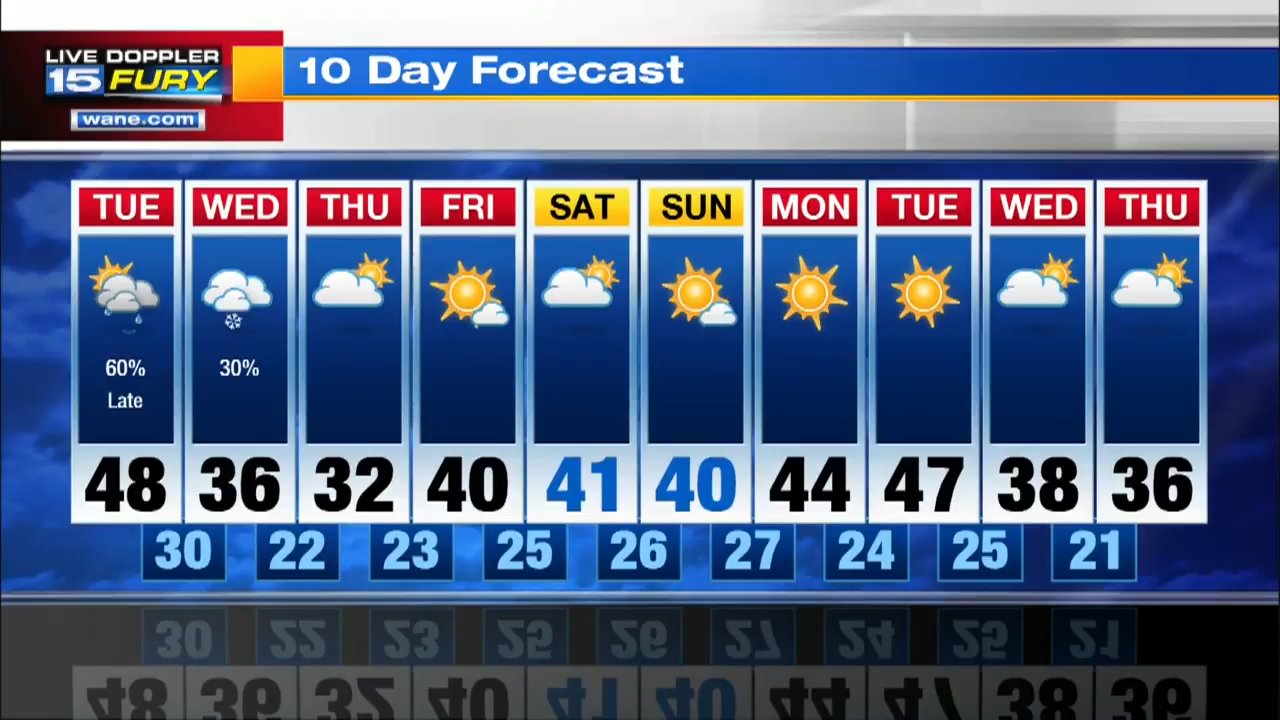 LIVE DOPPLER
15 FURY
wane.com
10 Day Forecast
TUE WED THU FRI SAT SUN MON TUE WED THU
60% 30%
Late
48 36 32 40 41 40 44 47 38 36
30 22 23 25 26 27 24 25 21